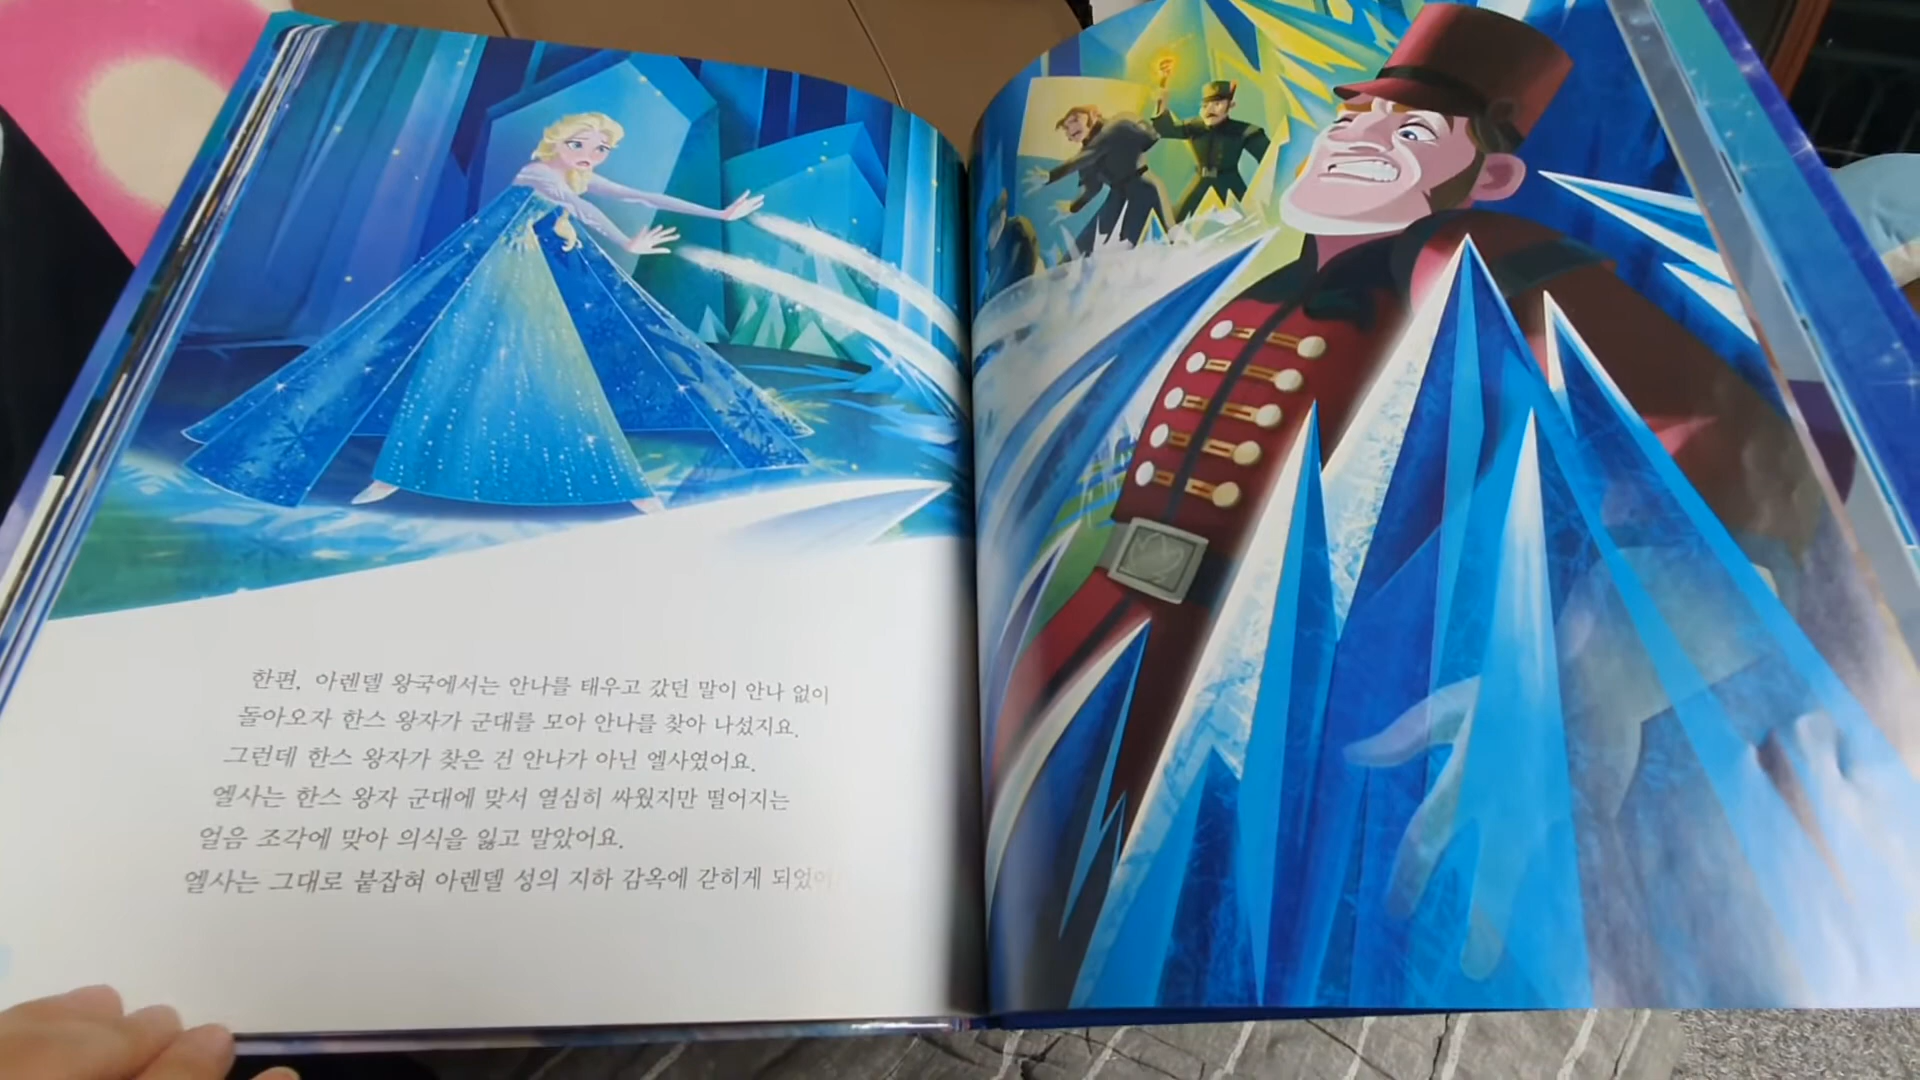 한편, 아렌델 왕국에서는 안나를 태우고 갔던 말이 안나 없이
돌아오자 한스 왕자가 군대를 모아 안나를 찾아 나섰지요.
그런데 한스 왕자가 찾은 건 안나가 아닌 엘사였어요.
엘사는 한스 왕자 군대에 맞서 열심히 싸웠지만 떨어지는
얼음 조각에 맞아 의식을 잃고 말았어요.
엘사는 그대로 붙잡혀 아렌델 성의 지하 감옥에 갇히게